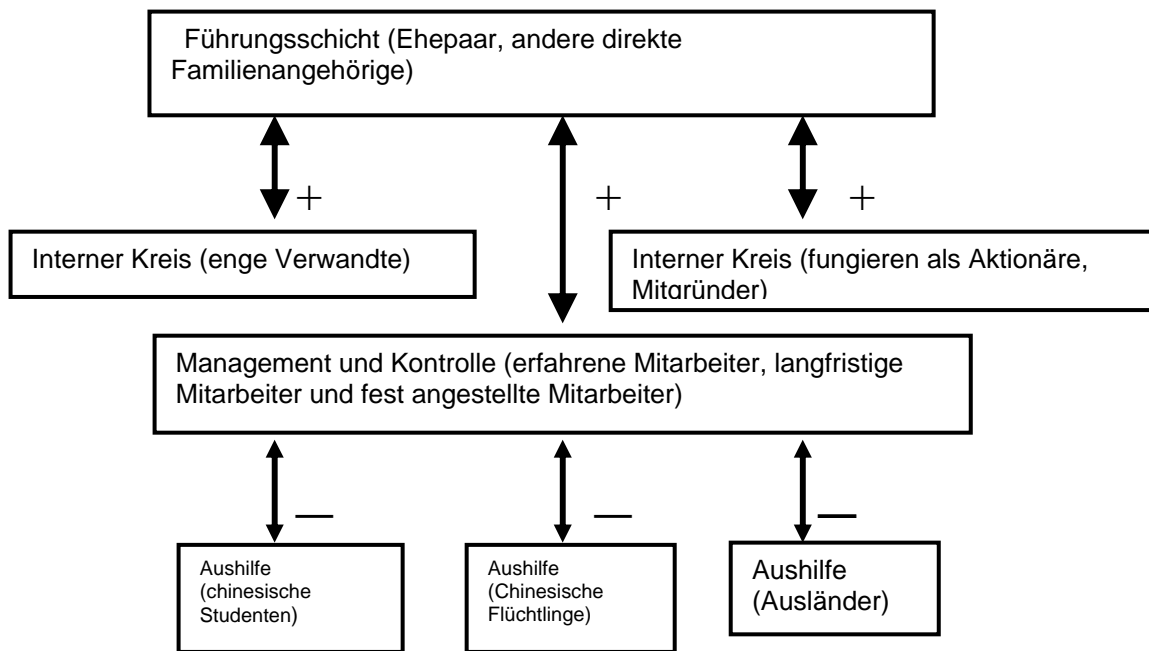 Führungsschicht (Ehepaar, andere direkte
Familienangehörige)
+
+
+
Interner Kreis (enge Verwandte)
Interner Kreis (fungieren als Aktionäre,
Mitgründer)
Management und Kontrolle (erfahrene Mitarbeiter, langfristige
Mitarbeiter und fest angestellte Mitarbeiter)
—
—
—
Aushilfe
(chinesische
Studenten)
Aushilfe
(Chinesische
Flüchtlinge)
Aushilfe
(Ausländer)